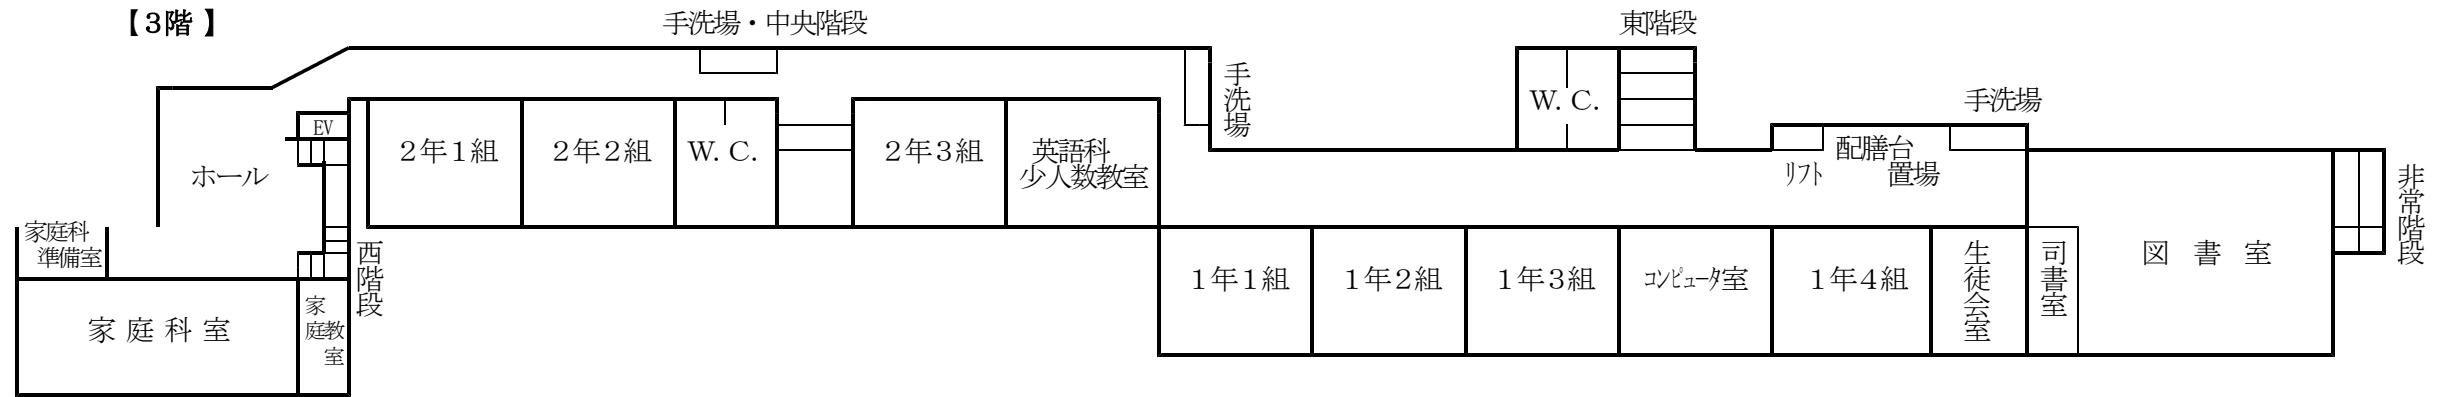 【３階 】
手洗場・中央階段
東階段
手洗場
W. C.
手洗場
EV
２年１組
２年２組
W. C.
２年３組
英語科
少人数教室
配膳台
置場
リフト
ホール
非常階段
家庭科
準備室
西階段
１年１組
１年２組
１年３組
コンピュータ室
１年４組
生徒会室
司書室
図 書 室
家 庭 科 室
家
庭教
室